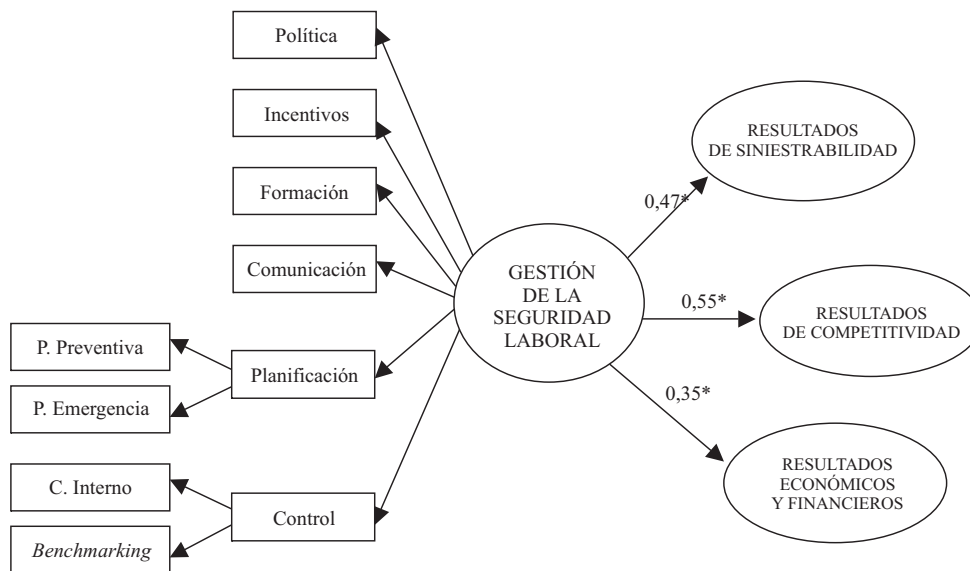 Política
Incentivos
Formación
Comunicación
P. Preventiva
P. Emergencia
Planificación
C. Interno
Benchmarking
Control
GESTIÓN
DE LA
SEGURIDAD
LABORAL
0,47*
0,55*
0,35*
RESULTADOS
DE SINIESTRABILIDAD
RESULTADOS
DE COMPETITIVIDAD
RESULTADOS
ECONÓMICOS
Y FINANCIEROS